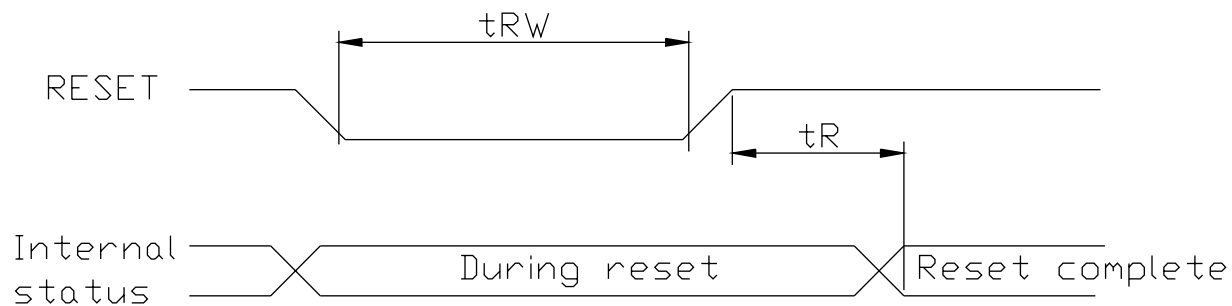 tRW
RESET
tR
Internal
status
During reset
Reset complete